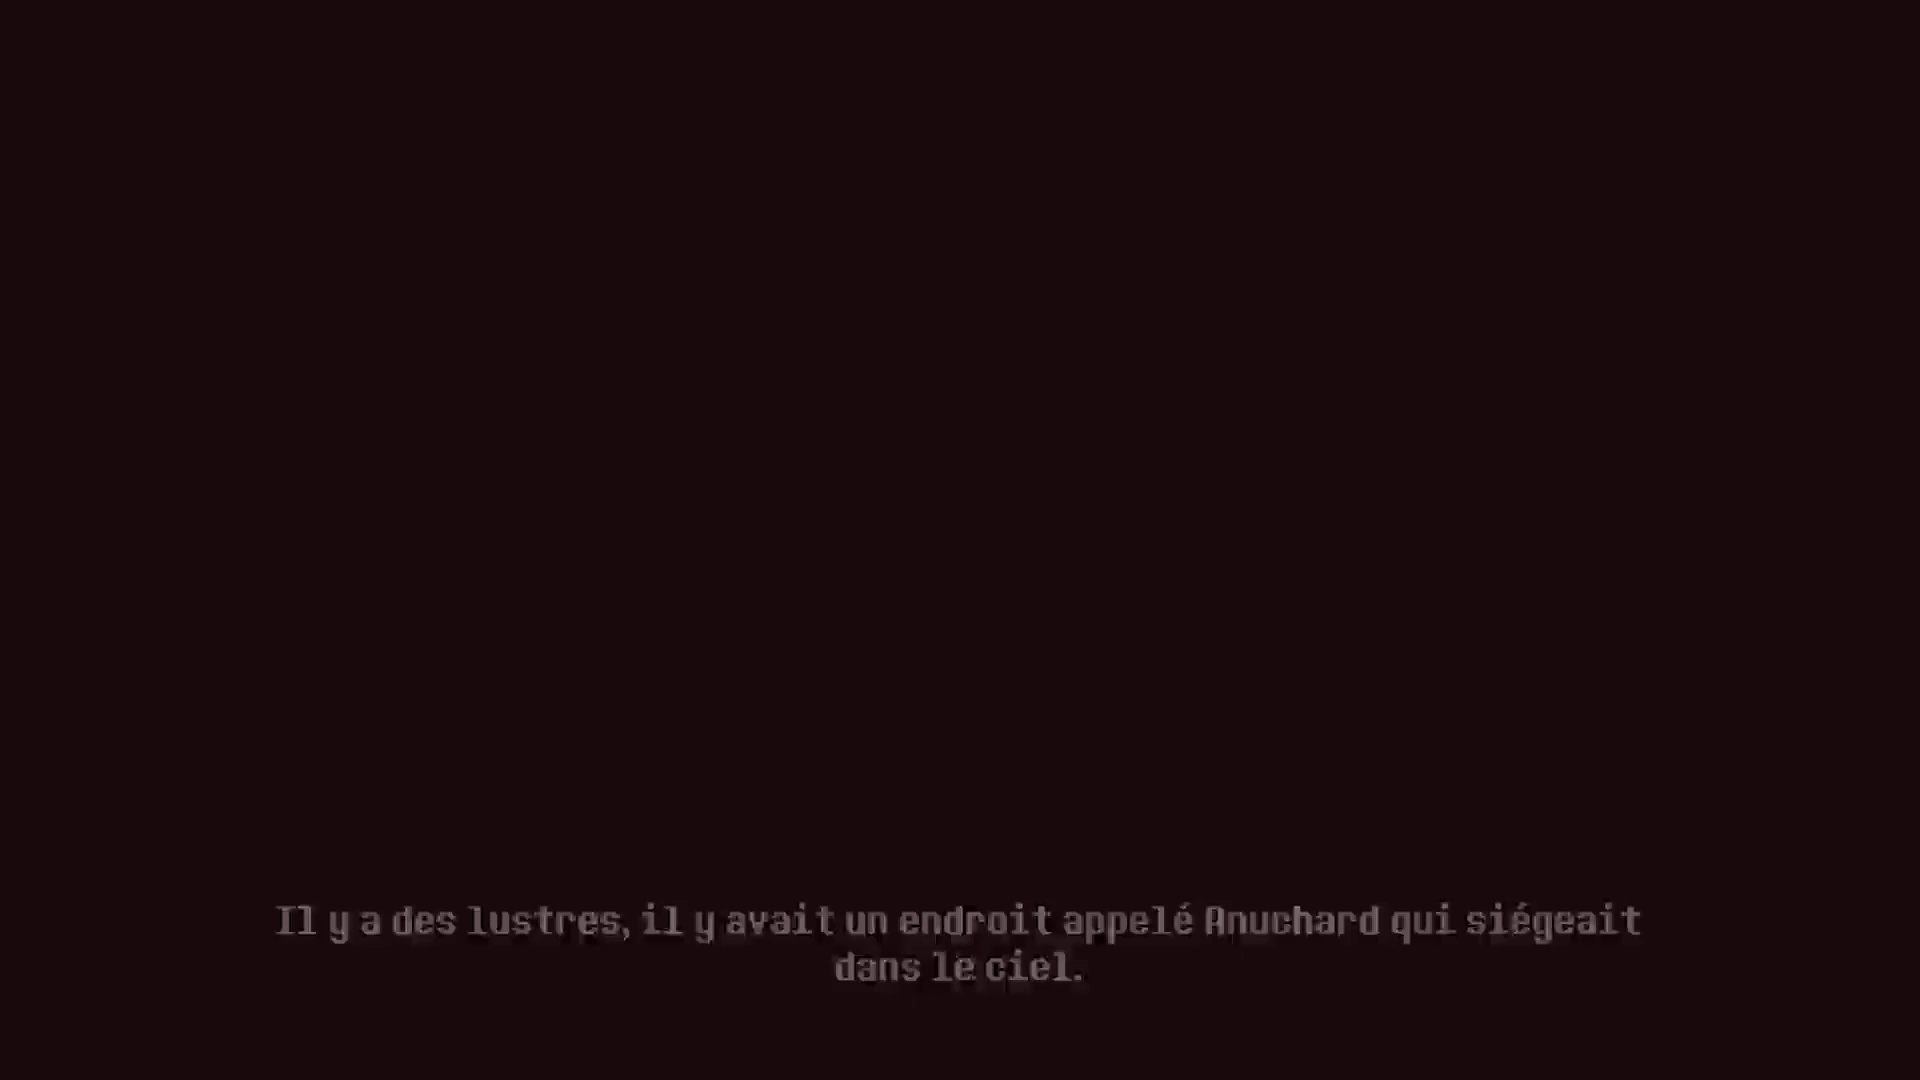 Il y a des lustres, il y avait un endroit appelé Anuchard qui siégeait
dans le ciel.